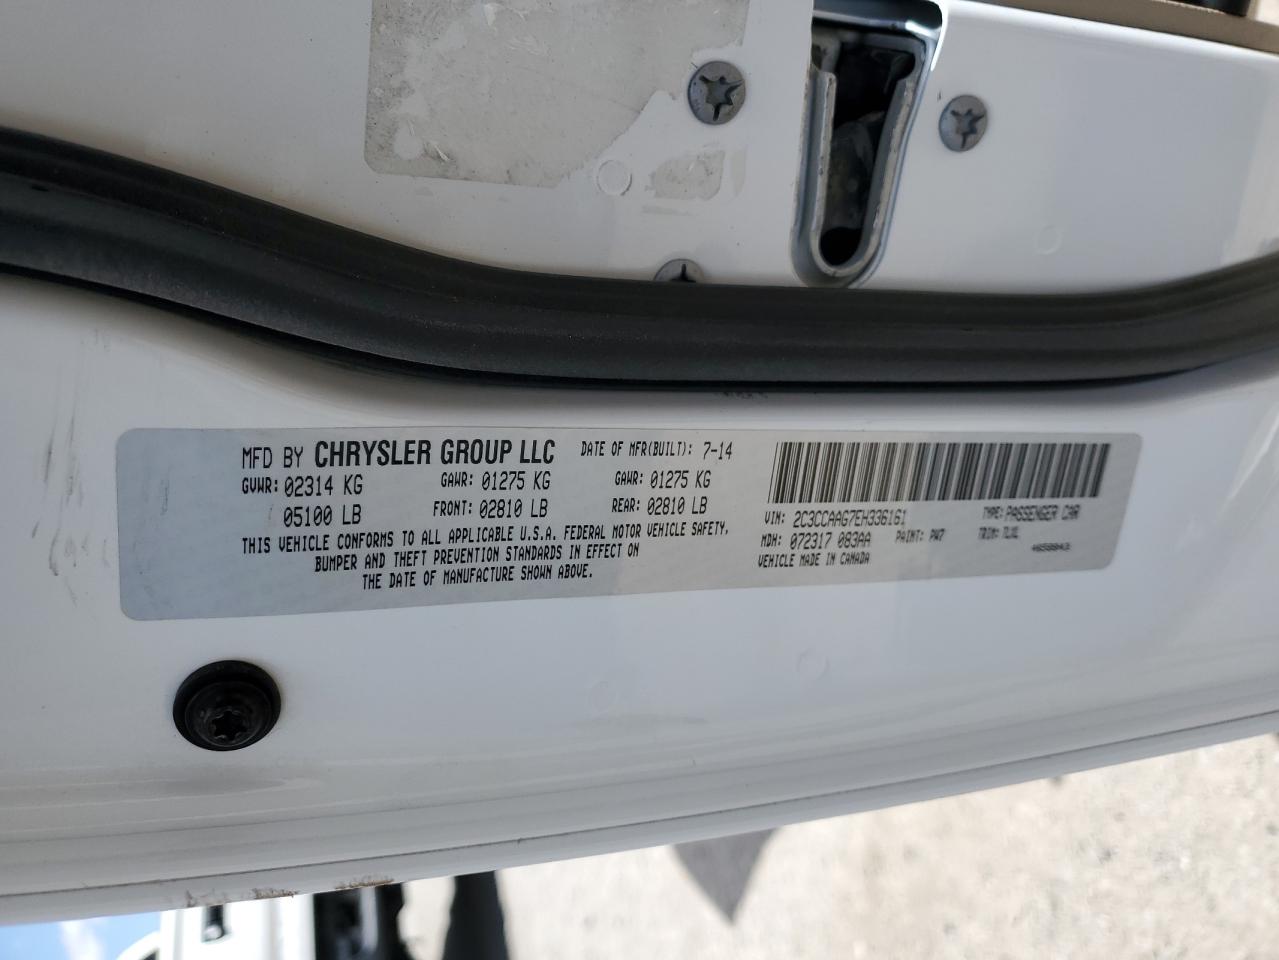 MFD BY CHRYSLER GROUP LLC DATE OF MFR(BUILT): 7-14
GVWR: 02314 KG GAWR: 01275 KG GAWR: 01275 KG
05100 LB FRONT: 02810 LB REAR: 02810 LB
THIS VEHICLE CONFORMS TO ALL APPLICABLE U.S.A. FEDERAL MOTOR VEHICLE SAFETY,
BUMPER AND THEFT PREVENTION STANDARDS IN EFFECT ON
THE DATE OF MANUFACTURE SHOWN ABOVE.
VIN: 2C3CCAAG7EH336161 TYPE: PASSENGER CAR
MDH: 072317 083AA PAINT: PW7 TRIM: TLXL
VEHICLE MADE IN CANADA